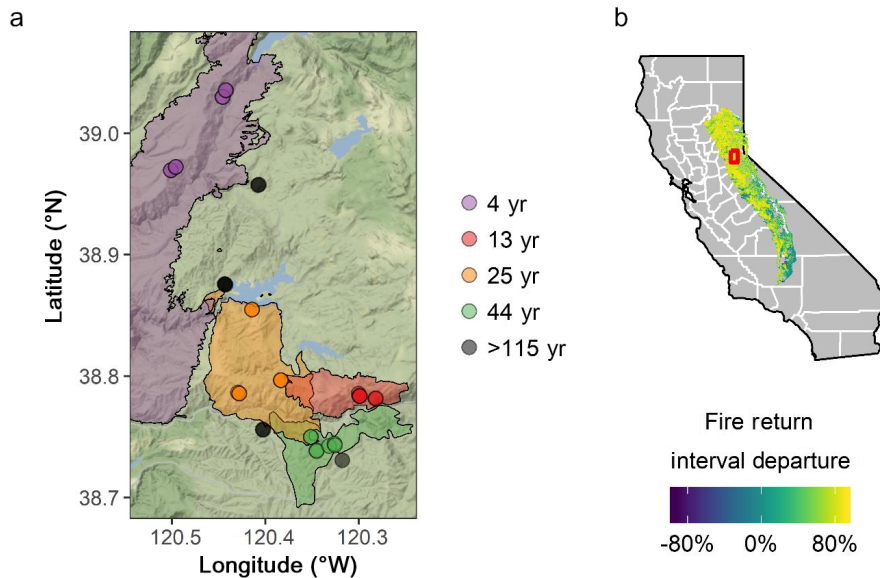 a
b
Latitude (°N)
39.0
38.9
38.8
38.7
120.5
120.4
120.3
Longitude (°W)
4 yr
13 yr
25 yr
44 yr
>115 yr
Fire return
interval departure
-80%
0%
80%